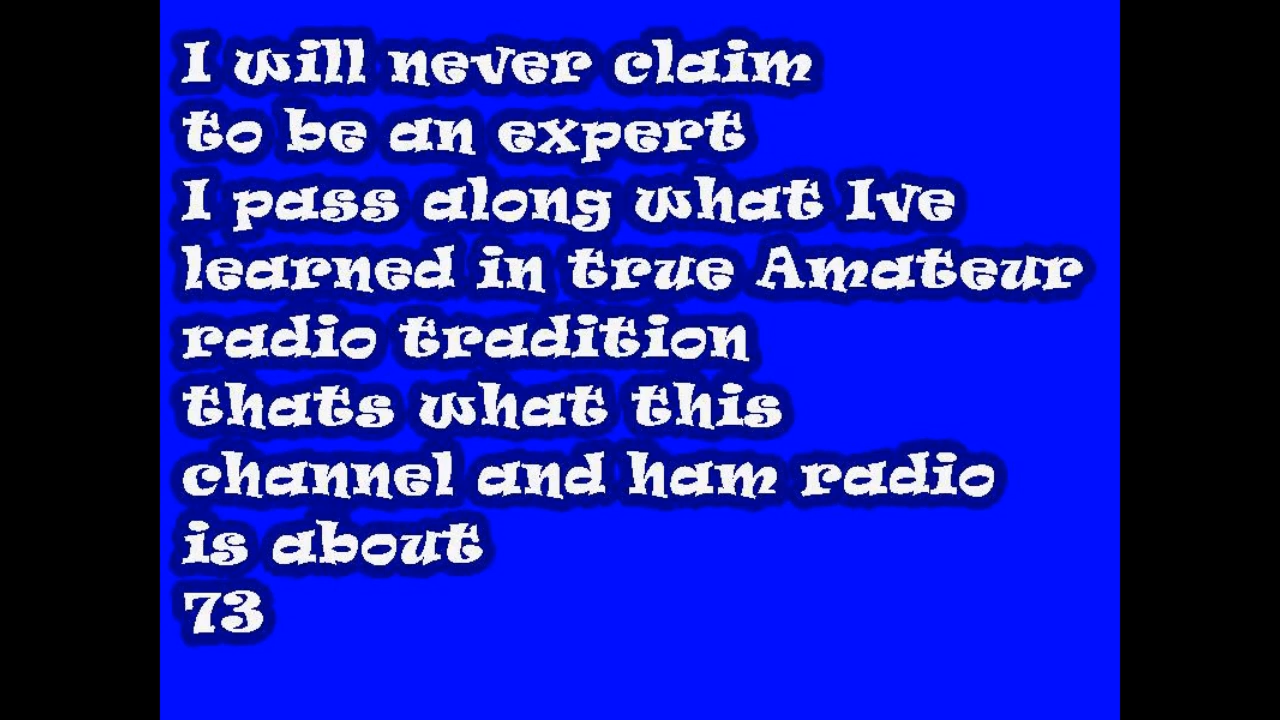 I will never claim
to be an expert
I pass along what Ive
learned in true Amateur
radio tradition
thats what this
channel and ham radio
is about
73